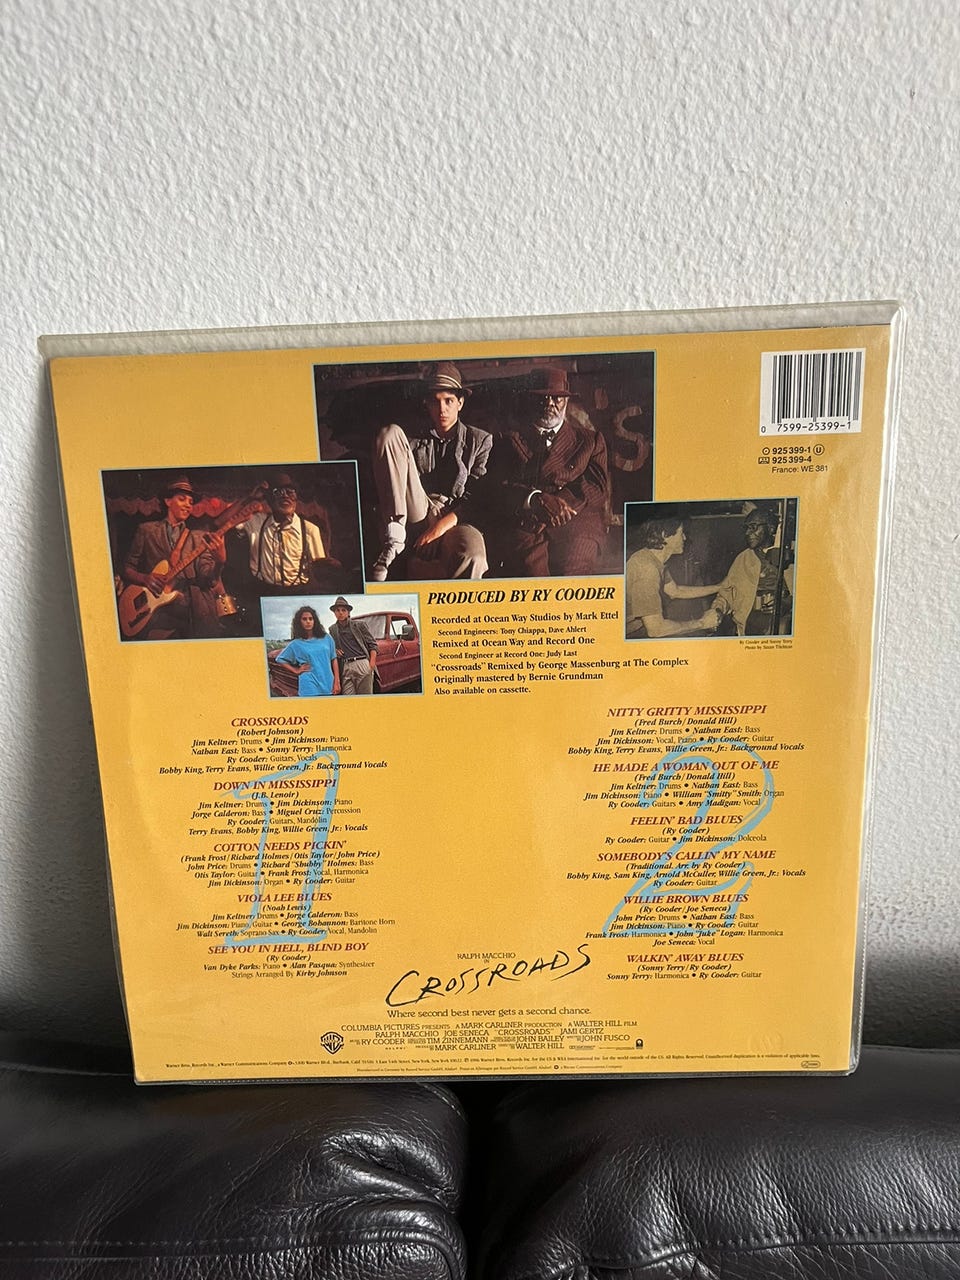 0 7599-25399-1
925 399-1 U
925 399-4
France: WE 381
PRODUCED BY RY COODER
Recorded at Ocean Way Studios by Mark Ettel
Second Engineers: Tony Chiappa, Dave Ahlert
Remixed at Ocean Way and Record One
Second Engineer at Record One: Judy Last
"Crossroads" Remixed by George Massenburg at The Complex
Originally mastered by Bernie Grundman
Also available on cassette.
Ry Cooder and Sonny Terry
Photo by Susan Titelman
1
CROSSROADS
(Robert Johnson)
Jim Keltner: Drums • Jim Dickinson: Piano
Nathan East: Bass • Sonny Terry: Harmonica
Ry Cooder: Guitars, Vocals
Bobby King, Terry Evans, Willie Green, Jr.: Background Vocals
DOWN IN MISSISSIPPI
(J.B. Lenoir)
Jim Keltner: Drums • Jim Dickinson: Piano
Jorge Calderon: Bass • Miguel Cruz: Percussion
Ry Cooder: Guitars, Mandolin
Terry Evans, Bobby King, Willie Green, Jr.: Vocals
COTTON NEEDS PICKIN'
(Frank Frost/Richard Holmes/Otis Taylor/John Price)
John Price: Drums • Richard "Shubby" Holmes: Bass
Otis Taylor: Guitar • Frank Frost: Vocal, Harmonica
Jim Dickinson: Organ • Ry Cooder: Guitar
VIOLA LEE BLUES
(Noah Lewis)
Jim Keltner: Drums • Jorge Calderon: Bass
Jim Dickinson: Piano, Guitar • George Bohannon: Baritone Horn
Walt Sereth: Soprano Sax • Ry Cooder: Vocal, Mandolin
SEE YOU IN HELL, BLIND BOY
(Ry Cooder)
Van Dyke Parks: Piano • Alan Pasqua: Synthesizer
Strings Arranged By Kirby Johnson
2
NITTY GRITTY MISSISSIPPI
(Fred Burch/Donald Hill)
Jim Keltner: Drums • Nathan East: Bass
Jim Dickinson: Vocal, Piano • Ry Cooder: Guitar
Bobby King, Terry Evans, Willie Green, Jr.: Background Vocals
HE MADE A WOMAN OUT OF ME
(Fred Burch/Donald Hill)
Jim Keltner: Drums • Nathan East: Bass
Jim Dickinson: Piano • William "Smitty" Smith: Organ
Ry Cooder: Guitars • Amy Madigan: Vocal
FEELIN' BAD BLUES
(Ry Cooder)
Ry Cooder: Guitar • Jim Dickinson: Dolceola
SOMEBODY'S CALLIN' MY NAME
(Traditional, Arr. by Ry Cooder)
Bobby King, Sam King, Arnold McCuller, Willie Green, Jr.: Vocals
Ry Cooder: Guitar
WILLIE BROWN BLUES
(Ry Cooder/Joe Seneca)
John Price: Drums • Nathan East: Bass
Jim Dickinson: Piano • Ry Cooder: Guitar
Frank Frost: Harmonica • John "Juke" Logan: Harmonica
Joe Seneca: Vocal
WALKIN' AWAY BLUES
(Sonny Terry/Ry Cooder)
Sonny Terry: Harmonica • Ry Cooder: Guitar
RALPH MACCHIO
IN
CROSSROADS
Where second best never gets a second chance.
COLUMBIA PICTURES PRESENTS A MARK CARLINER PRODUCTION A WALTER HILL FILM
RALPH MACCHIO JOE SENECA "CROSSROADS" JAMI GERTZ
RY COODER TIM ZINNEMANN JOHN BAILEY JOHN FUSCO
MARK CARLINER WALTER HILL